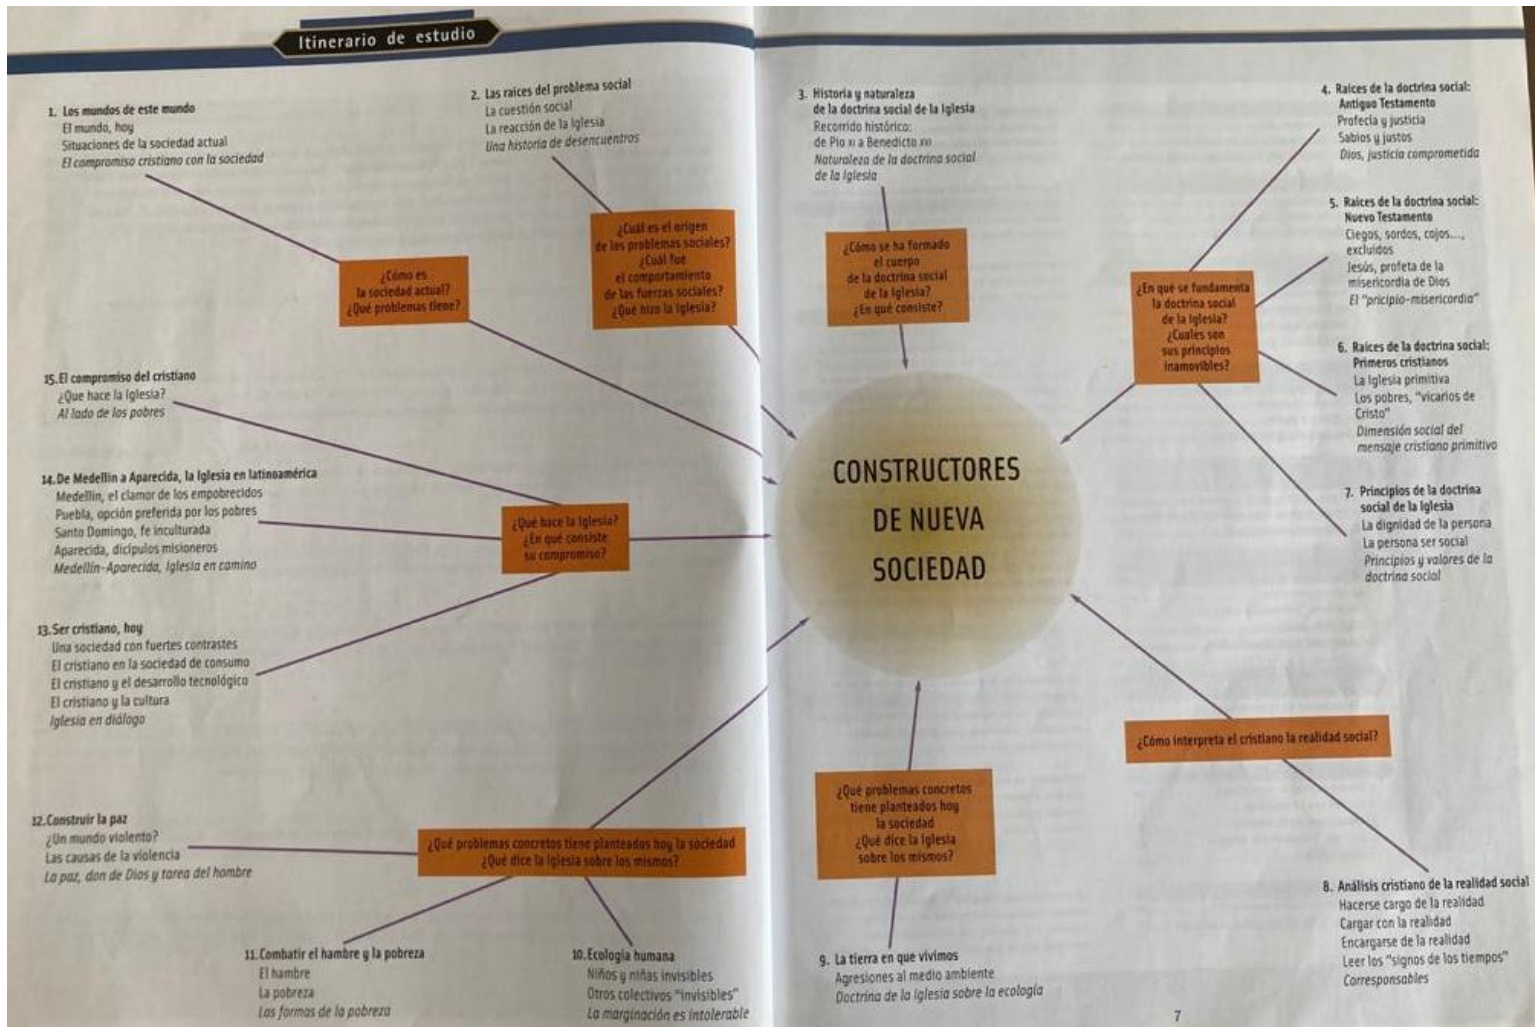 Itinerario de estudio
1. Los mundos de este mundo
El mundo, hoy
Situaciones de la sociedad actual
El compromiso cristiano con la sociedad
2. Las raíces del problema social
La cuestión social
La reacción de la Iglesia
Una historia de desencuentros
3. Historia y naturaleza
de la doctrina social de la Iglesia
Recorrido histórico:
de Pío XI a Benedicto XVI
Naturaleza de la doctrina social
de la Iglesia
4. Raíces de la doctrina social:
Antiguo Testamento
Profecía y justicia
Sabios y justos
Dios, justicia comprometida
5. Raíces de la doctrina social:
Nuevo Testamento
Ciegos, sordos, cojos...,
excluidos
Jesús, profeta de la
misericordia de Dios
El "pricipio-misericordia"
6. Raíces de la doctrina social:
Primeros cristianos
La Iglesia primitiva
Los pobres, "vicarios de
Cristo"
Dimensión social del
mensaje cristiano primitivo
7. Principios de la doctrina
social de la Iglesia
La dignidad de la persona
La persona ser social
Principios y valores de la
doctrina social
¿Cómo es
la sociedad actual?
¿Qué problemas tiene?
¿Cuál es el origen
de los problemas sociales?
¿Cuál fue
el comportamiento
de las fuerzas sociales?
¿Qué hizo la Iglesia?
¿Cómo se ha formado
el cuerpo
de la doctrina social
de la Iglesia?
¿En qué consiste?
¿En qué se fundamenta
la doctrina social
de la Iglesia?
¿Cuales son
sus principios
inamovibles?
CONSTRUCTORES
DE NUEVA
SOCIEDAD
15. El compromiso del cristiano
¿Que hace la Iglesia?
Al lado de los pobres
14. De Medellín a Aparecida, la Iglesia en latinoamérica
Medellín, el clamor de los empobrecidos
Puebla, opción preferida por los pobres
Santo Domingo, fe inculturada
Aparecida, dicípulos misioneros
Medellín-Aparecida, Iglesia en camino
¿Qué hace la Iglesia?
¿En qué consiste
su compromiso?
13. Ser cristiano, hoy
Una sociedad con fuertes contrastes
El cristiano en la sociedad de consumo
El cristiano y el desarrollo tecnológico
El cristiano y la cultura
Iglesia en diálogo
12. Construir la paz
¿Un mundo violento?
Las causas de la violencia
La paz, don de Dios y tarea del hombre
¿Qué problemas concretos tiene planteados hoy la sociedad
¿Qué dice la Iglesia sobre los mismos?
11. Combatir el hambre y la pobreza
El hambre
La pobreza
Las formas de la pobreza
10. Ecología humana
Niños y niñas invisibles
Otros colectivos "invisibles"
La marginación es intolerable
¿Qué problemas concretos
tiene planteados hoy
la sociedad
¿Qué dice la Iglesia
sobre los mismos?
9. La tierra en que vivimos
Agresiones al medio ambiente
Doctrina de la Iglesia sobre la ecología
¿Cómo interpreta el cristiano la realidad social?
8. Análisis cristiano de la realidad social
Hacerse cargo de la realidad
Cargar con la realidad
Encargarse de la realidad
Leer los "signos de los tiempos"
Corresponsables
7